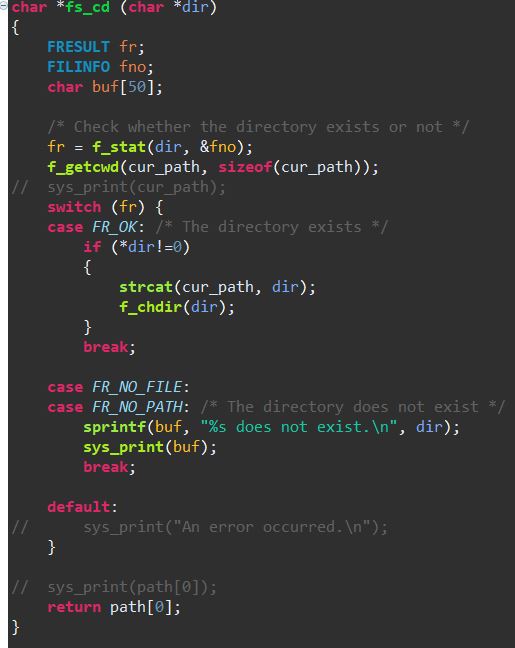 char *fs_cd (char *dir)
{
    FRESULT fr;
    FILINFO fno;
    char buf[50];

    /* Check whether the directory exists or not */
    fr = f_stat(dir, &fno);
    f_getcwd(cur_path, sizeof(cur_path));
//  sys_print(cur_path);
    switch (fr) {
    case FR_OK: /* The directory exists */
        if (*dir!=0)
        {
            strcat(cur_path, dir);
            f_chdir(dir);
        }
        break;

    case FR_NO_FILE:
    case FR_NO_PATH: /* The directory does not exist */
        sprintf(buf, "%s does not exist.\n", dir);
        sys_print(buf);
        break;

    default:
//      sys_print("An error occurred.\n");
    }

//  sys_print(path[0]);
    return path[0];
}